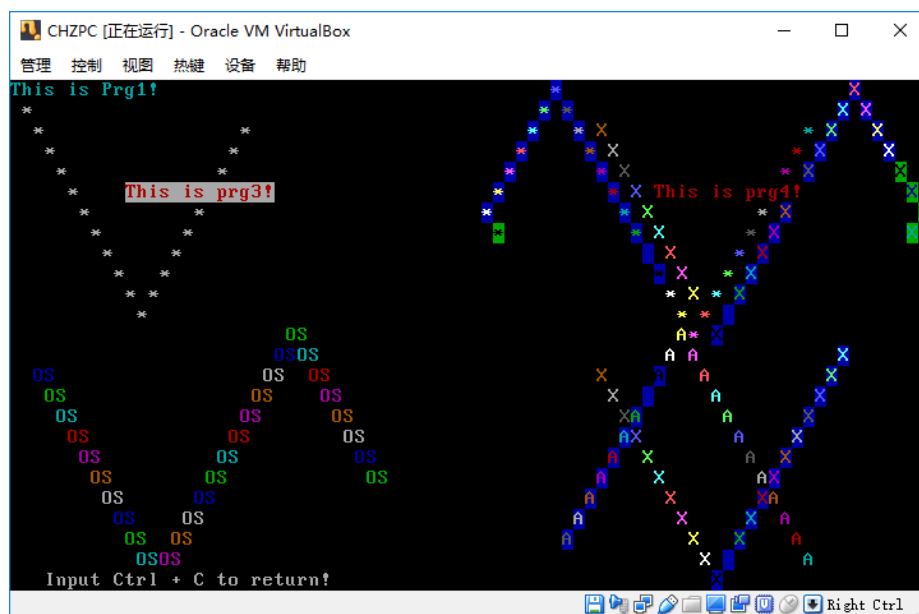 CHZPC [正在运行] - Oracle VM VirtualBox
管理 控制 视图 热键 设备 帮助
This is Prg1!
This is prg3!
This is prg4!
Input Ctrl + C to return!
Right Ctrl